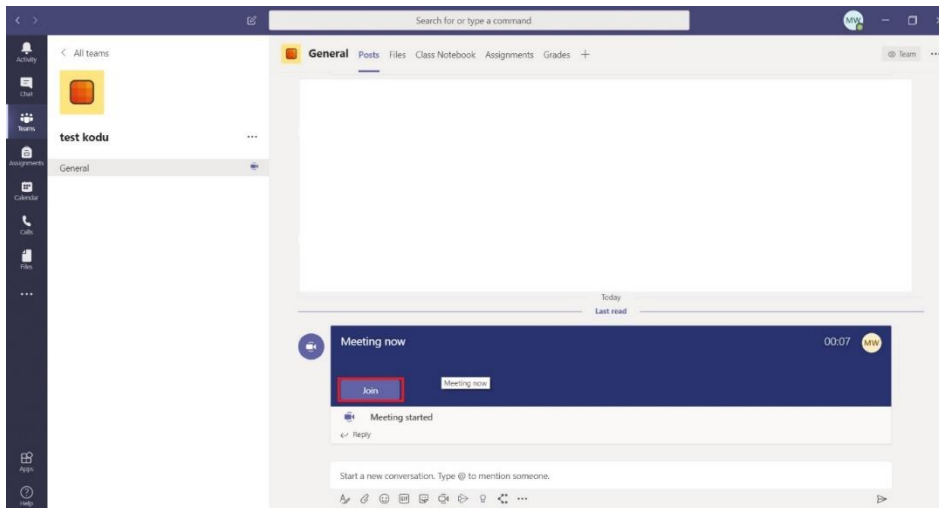 Search for or type a command
MW
Activity
Chat
Teams
Assignments
Calendar
Calls
Files
Apps
Help
All teams
test kodu
General
General Posts Files Class Notebook Assignments Grades
Team
Today
Last read
Meeting now 00:07 MW
Join
Meeting now
Meeting started
Reply
Start a new conversation. Type @ to mention someone.